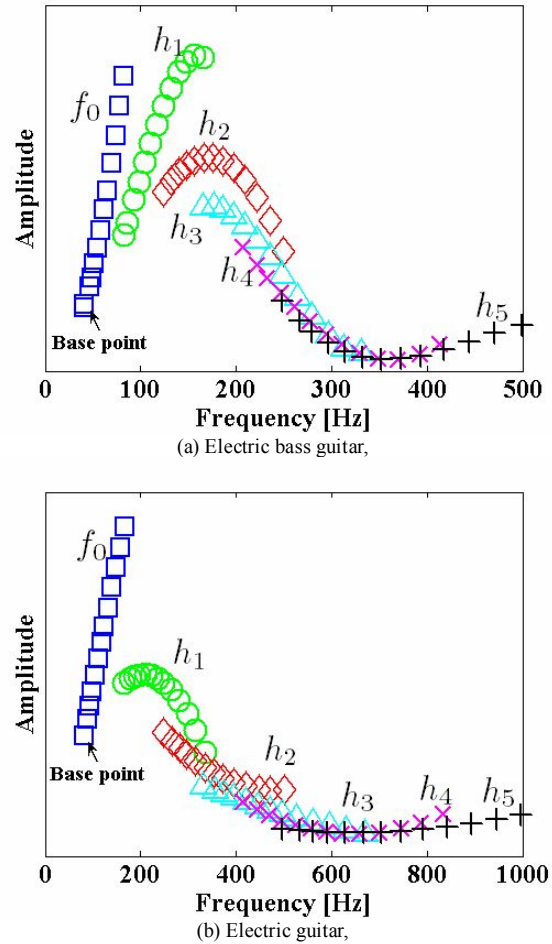 h1
f0
h2
h3
h4
h5
Base point
Amplitude
0 100 200 300 400 500
Frequency [Hz]
(a) Electric bass guitar,
f0
h1
h2
h3 h4 h5
Base point
Amplitude
0 200 400 600 800 1000
Frequency [Hz]
(b) Electric guitar,